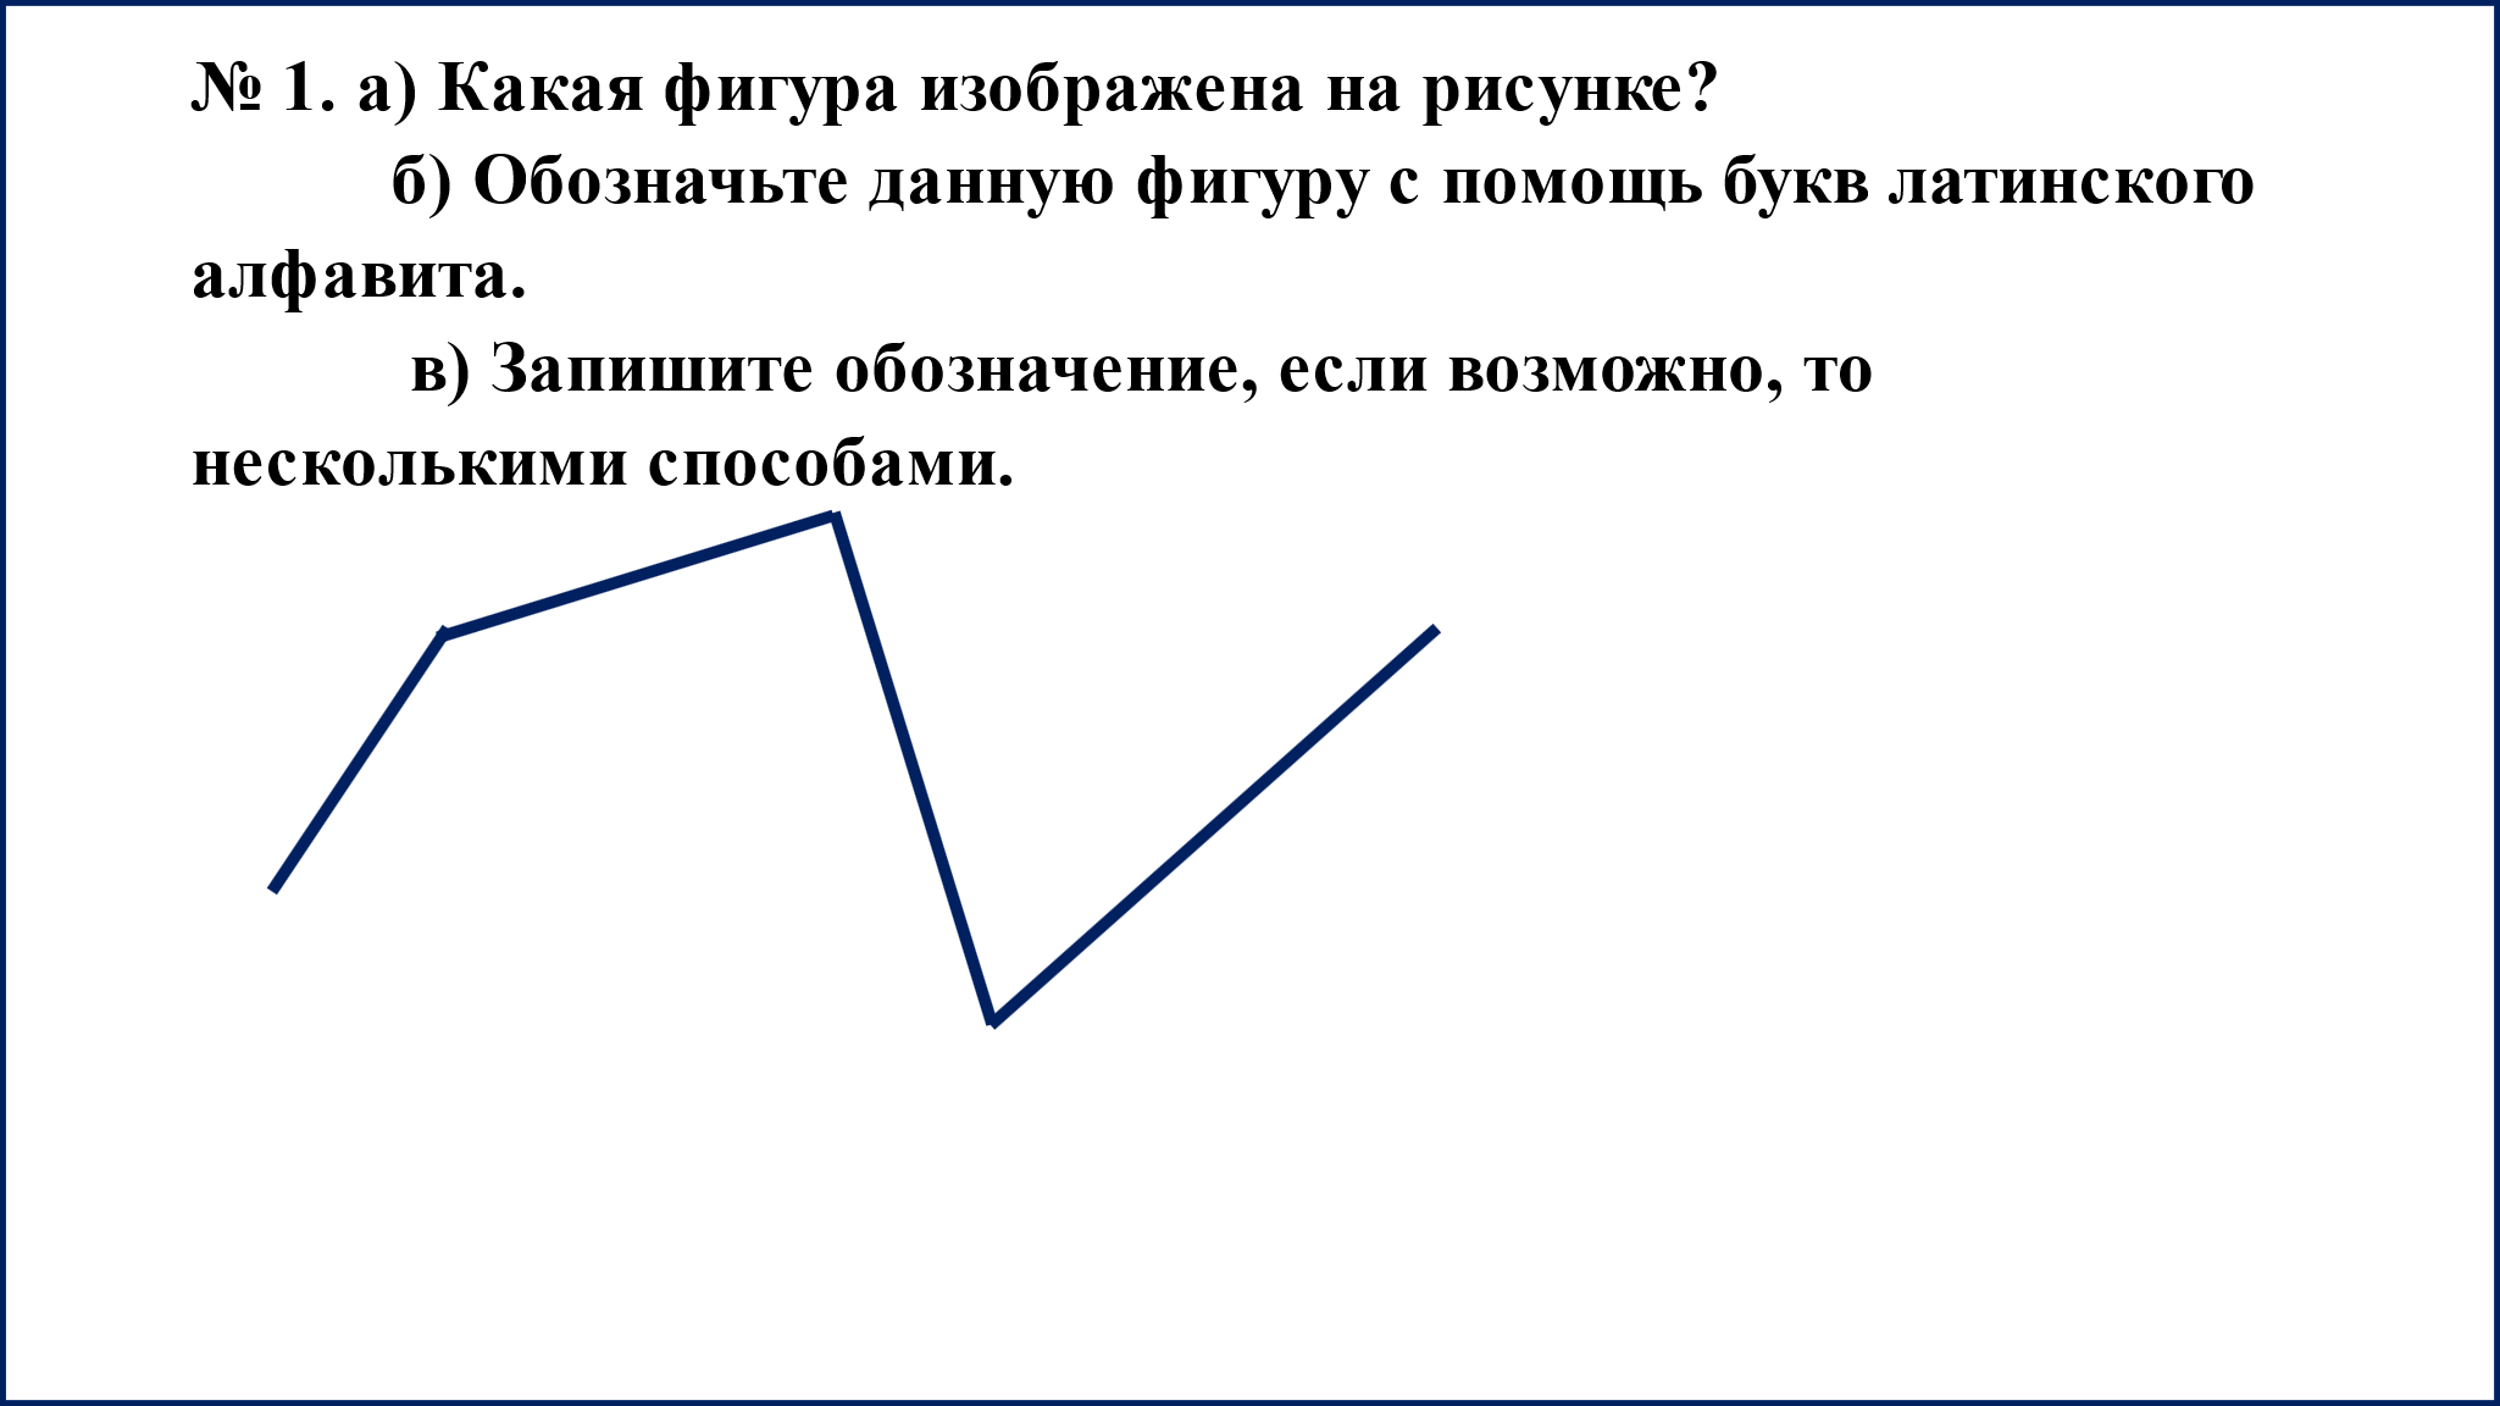 № 1. а) Какая фигура изображена на рисунке?
б) Обозначьте данную фигуру с помощь букв латинского
алфавита.
в) Запишите обозначение, если возможно, то
несколькими способами.